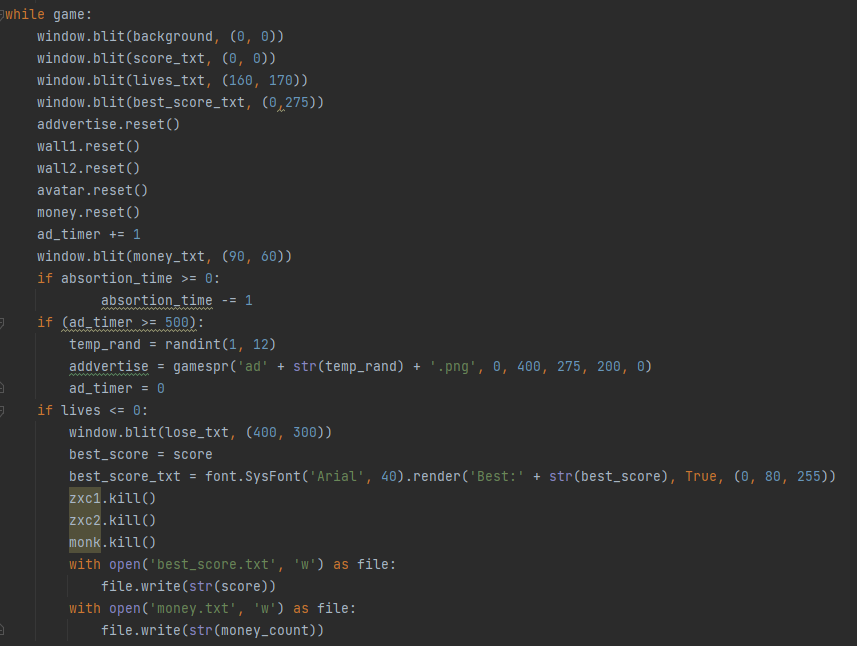 while game:
    window.blit(background, (0, 0))
    window.blit(score_txt, (0, 0))
    window.blit(lives_txt, (160, 170))
    window.blit(best_score_txt, (0,275))
    addvertise.reset()
    wall1.reset()
    wall2.reset()
    avatar.reset()
    money.reset()
    ad_timer += 1
    window.blit(money_txt, (90, 60))
    if absortion_time >= 0:
            absortion_time -= 1
    if (ad_timer >= 500):
        temp_rand = randint(1, 12)
        addvertise = gamespr('ad' + str(temp_rand) + '.png', 0, 400, 275, 200, 0)
        ad_timer = 0
    if lives <= 0:
        window.blit(lose_txt, (400, 300))
        best_score = score
        best_score_txt = font.SysFont('Arial', 40).render('Best:' + str(best_score), True, (0, 80, 255))
        zxc1.kill()
        zxc2.kill()
        monk.kill()
        with open('best_score.txt', 'w') as file:
            file.write(str(score))
        with open('money.txt', 'w') as file:
            file.write(str(money_count))